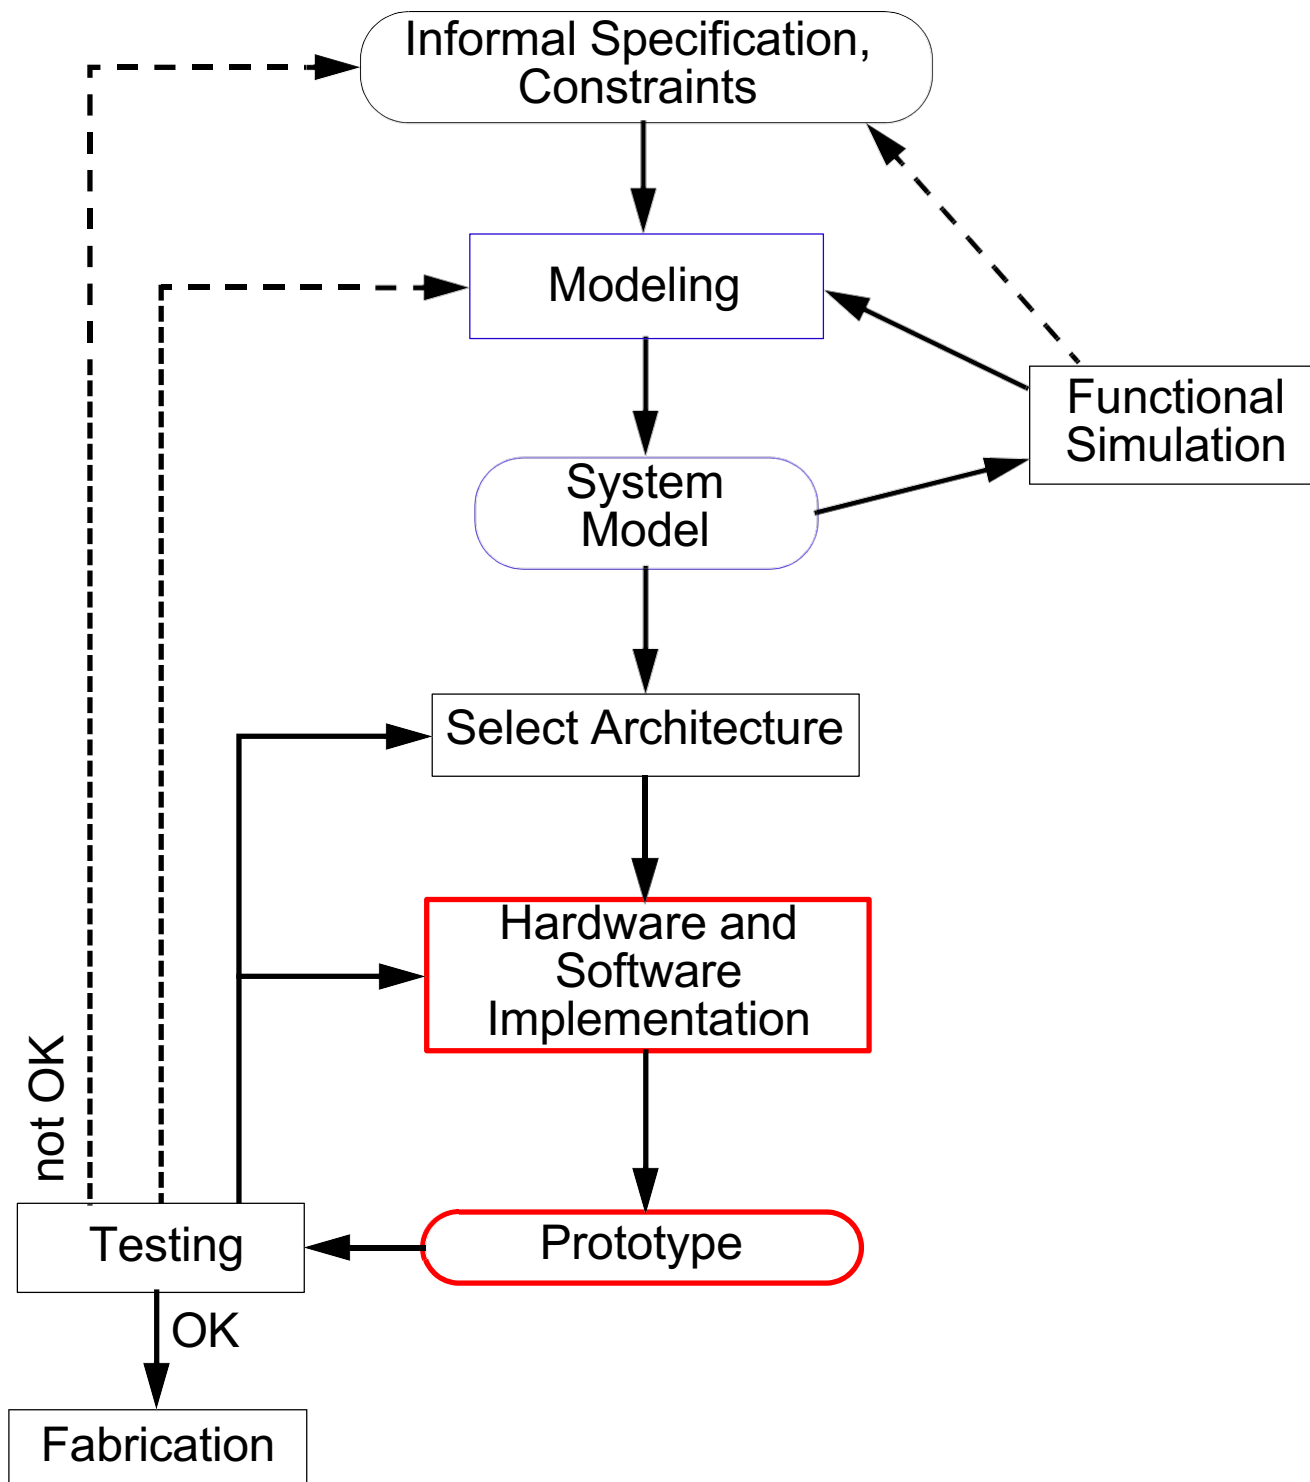 Informal Specification,
Constraints
Modeling
Functional
Simulation
System
Model
Select Architecture
Hardware and
Software
Implementation
not OK
Testing
Prototype
OK
Fabrication